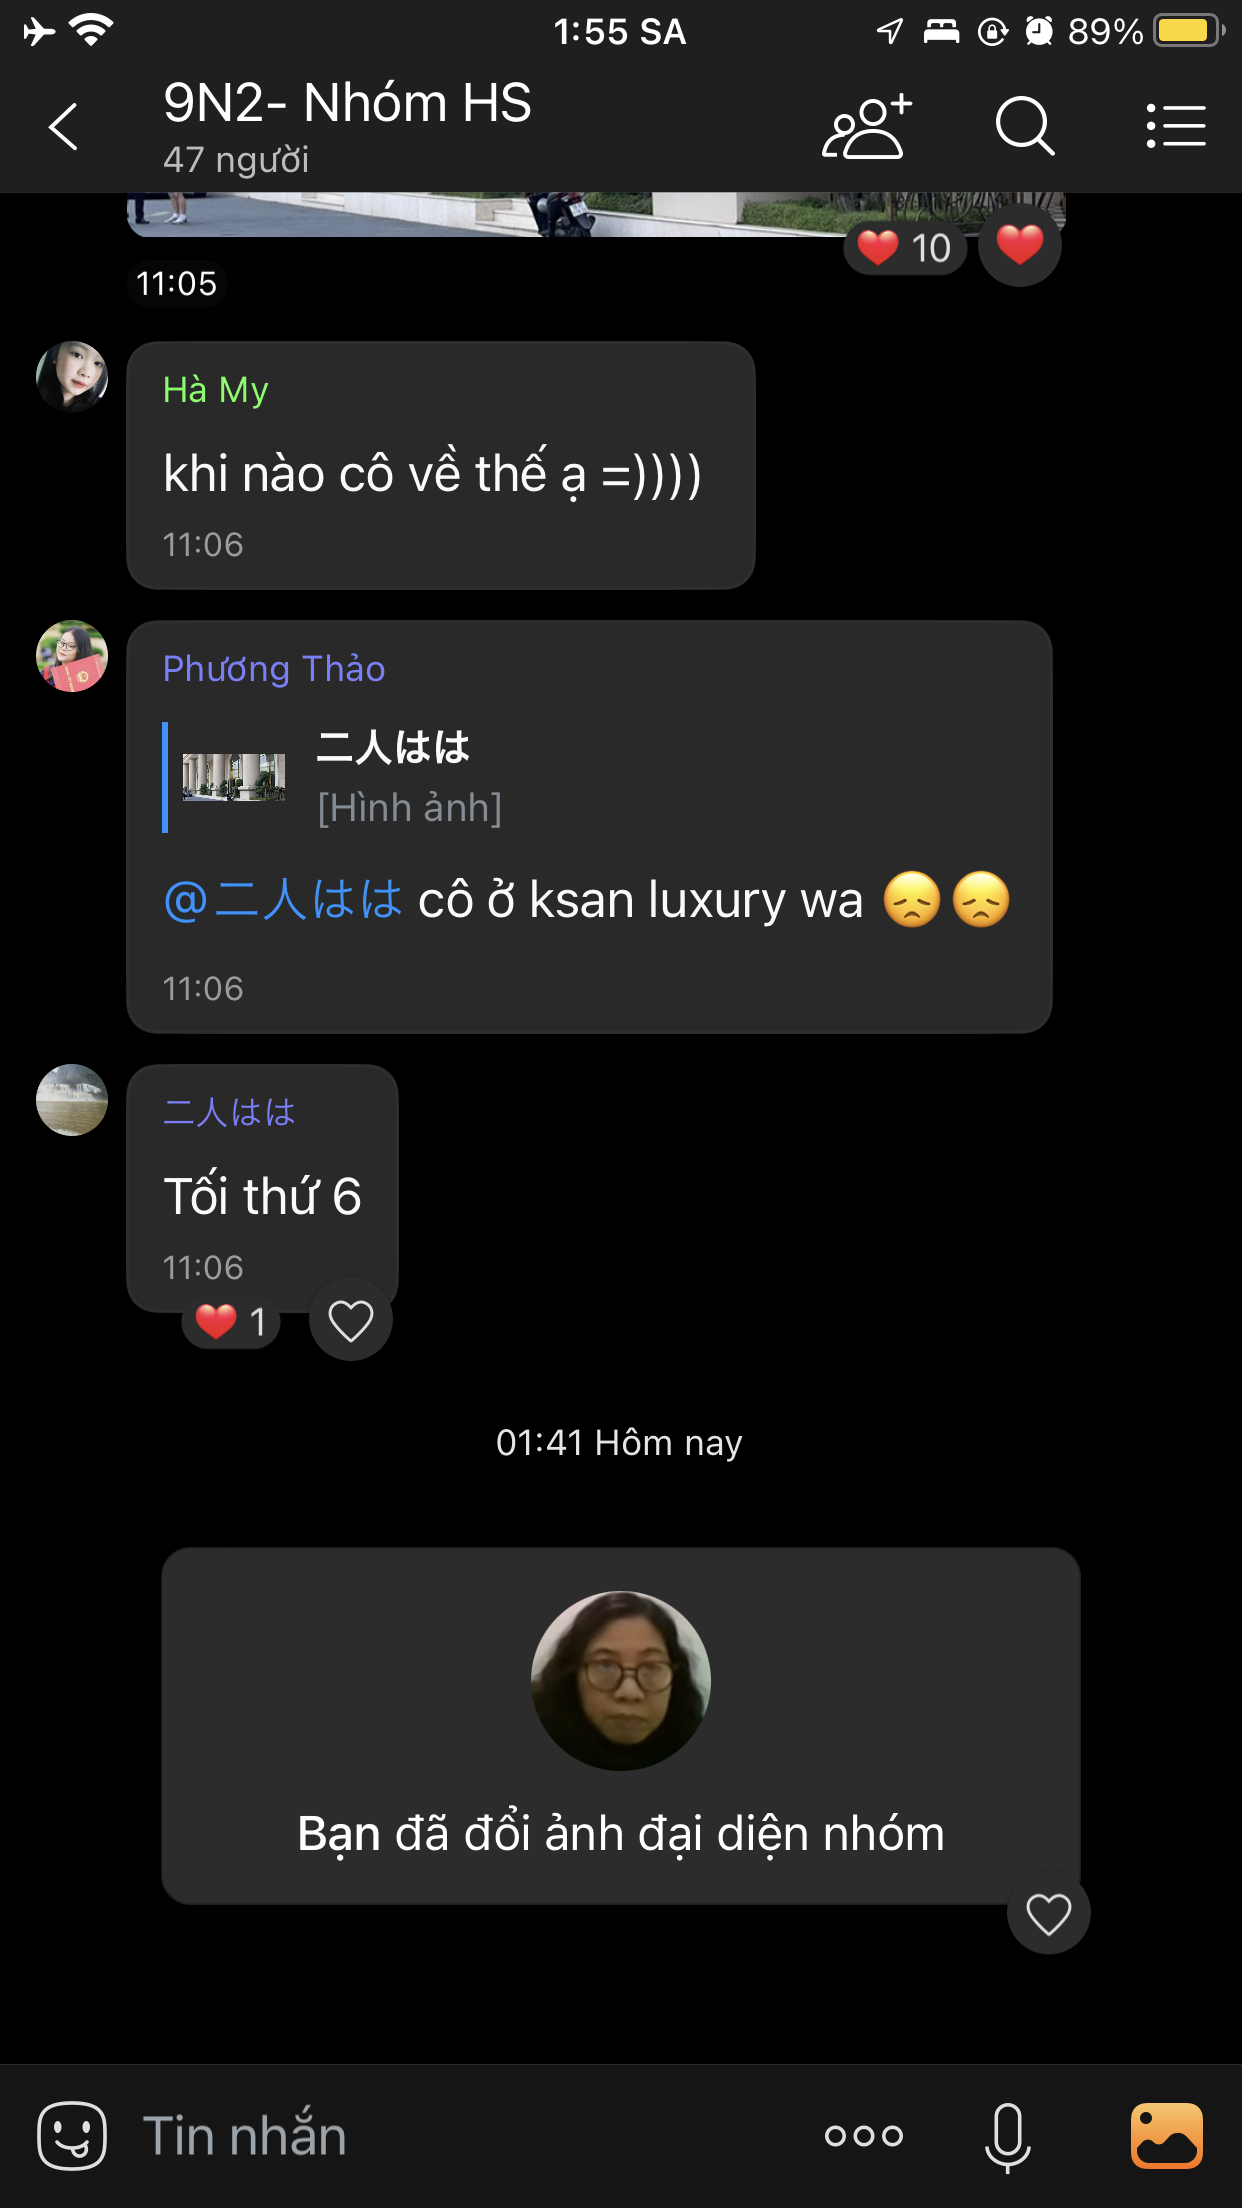 1:55 SA
89%
9N2- Nhóm HS
47 người
10
11:05
Hà My
khi nào cô về thế ạ =))))
11:06
Phương Thảo
二人はは
[Hình ảnh]
@二人はは cô ở ksan luxury wa 😞😞
11:06
二人はは
Tối thứ 6
11:06
1
01:41 Hôm nay
Bạn đã đổi ảnh đại diện nhóm
Tin nhắn